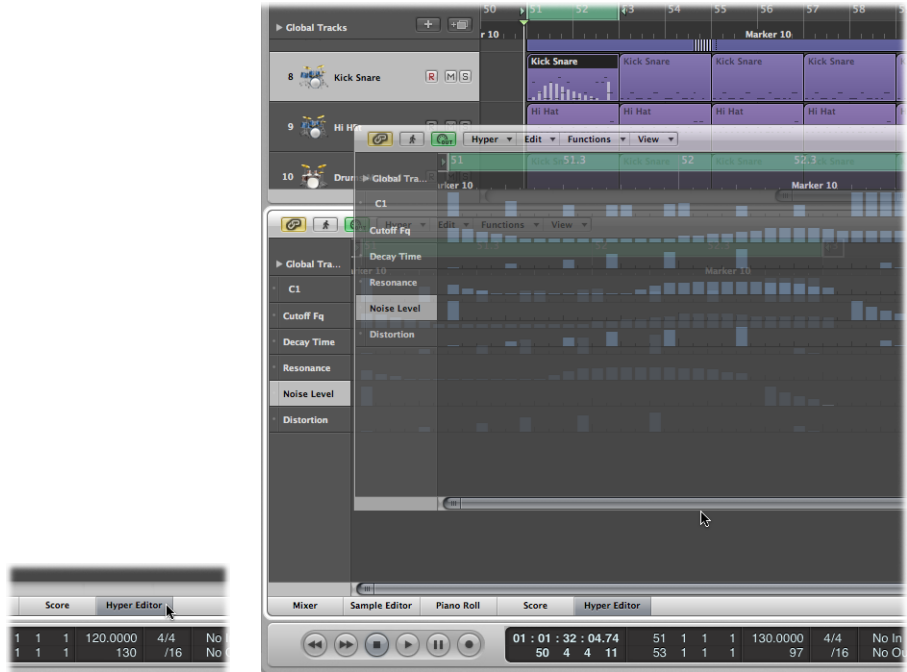 50 51 52 53 54 55 56 57 58
Global Tracks
r 10 Marker 10
8 Kick Snare R M S
Kick Snare Kick Snare Kick Snare Kick Snare
9 Hi H
Hi Hat Hi Hat Hi Hat Hi Hat
Hyper Edit Functions View
51 51.3 52 52.3
10 Drum
Global Tra...
arker 10 Marker 10
C1
Hyper Edit Functions View
Cutoff Fq
Decay Time
Global Tra...
arker 10 Marker 10
Resonance
C1
Noise Level
Cutoff Fq
Distortion
Decay Time
Resonance
Noise Level
Distortion
Score Hyper Editor
1 1 1 120.0000 4/4 No
1 1 1 130 /16 No
Mixer Sample Editor Piano Roll Score Hyper Editor
01 : 01 : 32 : 04.74 51 1 1 1 130.0000 4/4 No In
50 4 4 11 53 1 1 1 97 /16 No Ou